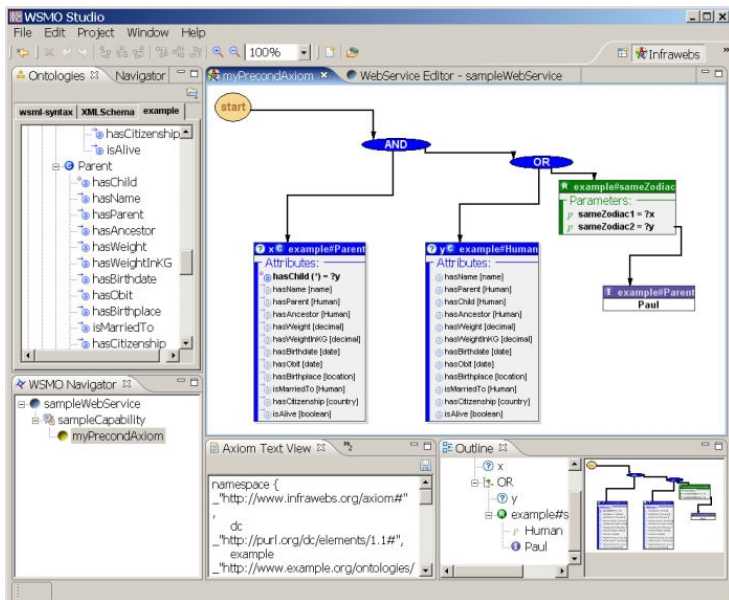 WSMO Studio
File Edit Project Window Help
100%
Infrawebs
Ontologies Navigator
wsml-syntax XMLSchema example
hasCitizenship
isAlive
Parent
hasChild
hasName
hasParent
hasAncestor
hasWeight
hasWeightInKG
hasBirthdate
hasObit
hasBirthplace
isMarriedTo
hasCitizenship
WSMO Navigator
sampleWebService
sampleCapability
myPrecondAxiom
myPrecondAxiom WebService Editor - sampleWebService
start
AND
OR
example#sameZodiac
Parameters:
p sameZodiac1 = ?x
p sameZodiac2 = ?y
example#Parent
Paul
x example#Parent
Attributes:
hasChild (*) = ?y
hasName [name]
hasParent [Human]
hasAncestor [Human]
hasWeight [decimal]
hasWeightInKG [decimal]
hasBirthdate [date]
hasObit [date]
hasBirthplace [location]
isMarriedTo [Human]
hasCitizenship [country]
isAlive [boolean]
y example#Human
Attributes:
hasName [name]
hasParent [Human]
hasChild [Human]
hasAncestor [Human]
hasWeight [decimal]
hasWeightInKG [decimal]
hasBirthdate [date]
hasObit [date]
hasBirthplace [location]
isMarriedTo [Human]
hasCitizenship [country]
isAlive [boolean]
Axiom Text View
namespace {
_"http://www.infrawebs.org/axiom#"
,
dc
_"http://purl.org/dc/elements/1.1#",
example
_"http://www.example.org/ontologies/
Outline
x
OR
y
example#s
p Human
Paul